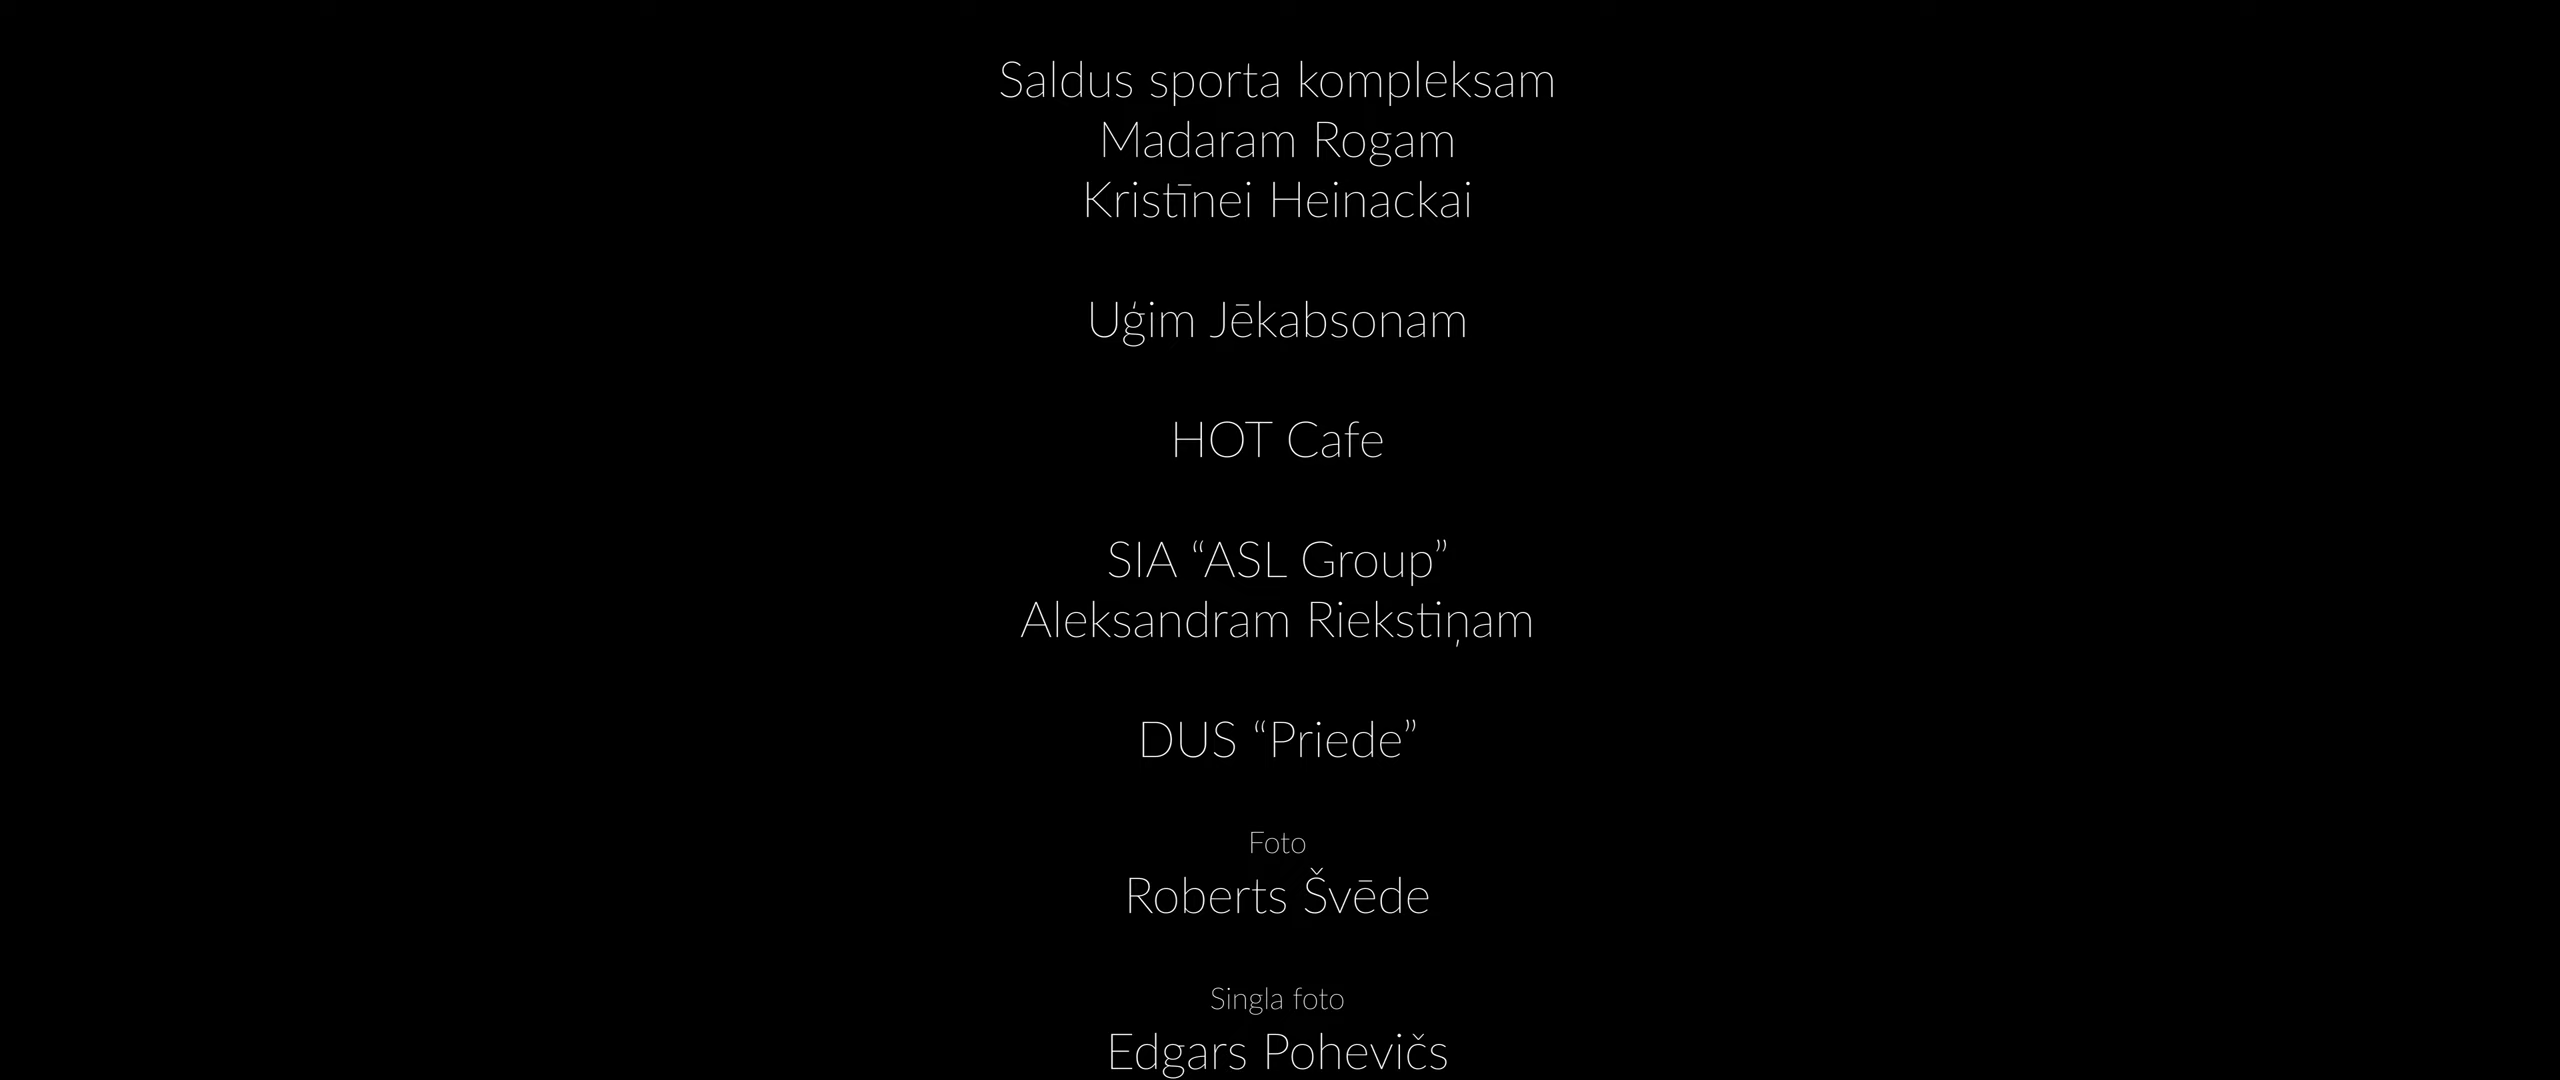 Saldus sporta kompleksam
Madaram Rogam
Kristīnei Heinackai
Uģim Jēkabsonam
HOT Cafe
SIA “ASL Group”
Aleksandram Riekstiņam
DUS “Priede”
Foto
Roberts Švēde
Singla foto
Edgars Pohevičs